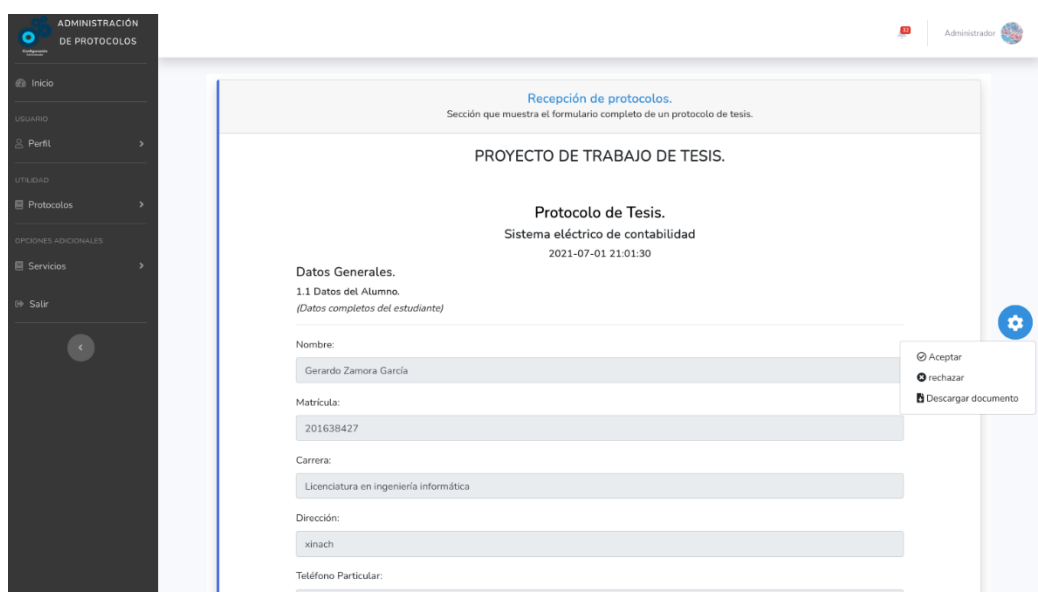 ADMINISTRACIÓN
DE PROTOCOLOS
Inicio
USUARIO
Perfil
UTILIDAD
Protocolos
OPCIONES ADICIONALES
Servicios
Salir
32
Administrador
Recepción de protocolos.
Sección que muestra el formulario completo de un protocolo de tesis.
PROYECTO DE TRABAJO DE TESIS.
Protocolo de Tesis.
Sistema eléctrico de contabilidad
2021-07-01 21:01:30
Datos Generales.
1.1 Datos del Alumno.
(Datos completos del estudiante)
Nombre:
Gerardo Zamora García
Matrícula:
201638427
Carrera:
Licenciatura en ingeniería informática
Dirección:
xinach
Teléfono Particular:
Aceptar
rechazar
Descargar documento